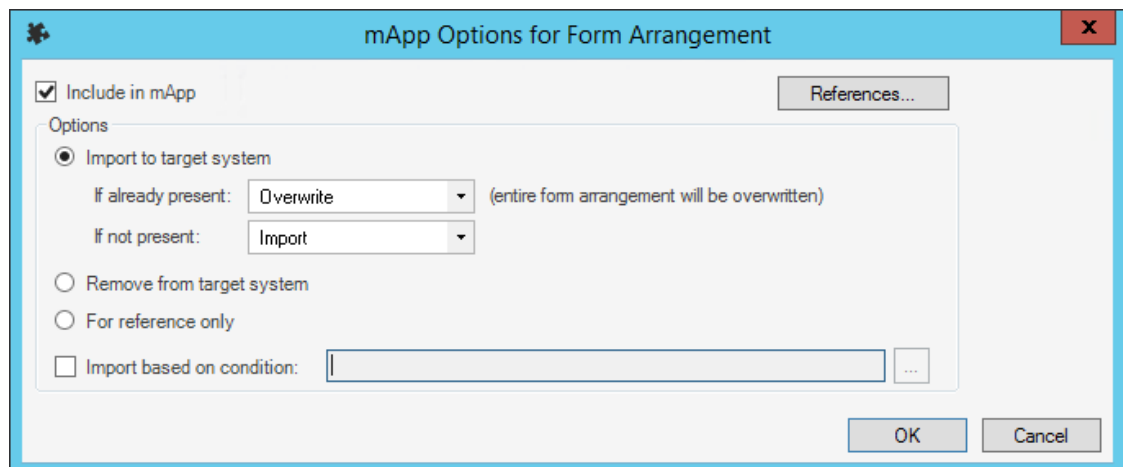 mApp Options for Form Arrangement
x
Include in mApp
References...
Options
Import to target system
If already present: Overwrite (entire form arrangement will be overwritten)
If not present: Import
Remove from target system
For reference only
Import based on condition: ...
OK Cancel